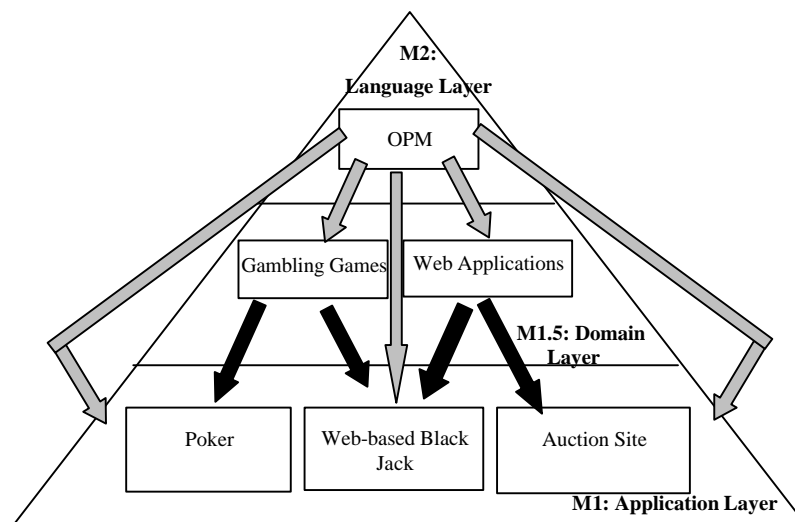 M2:
Language Layer
OPM
Gambling Games
Web Applications
M1.5: Domain
Layer
Poker
Web-based Black
Jack
Auction Site
M1: Application Layer